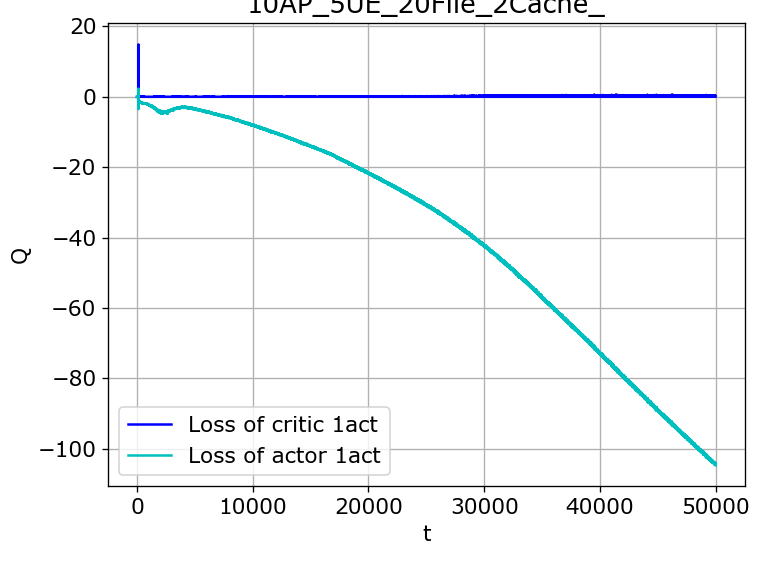 10AP_5UE_20File_2Cache_
20
0
−20
−40
−60
−80
−100
Q
Loss of critic 1act
Loss of actor 1act
0 10000 20000 30000 40000 50000
t